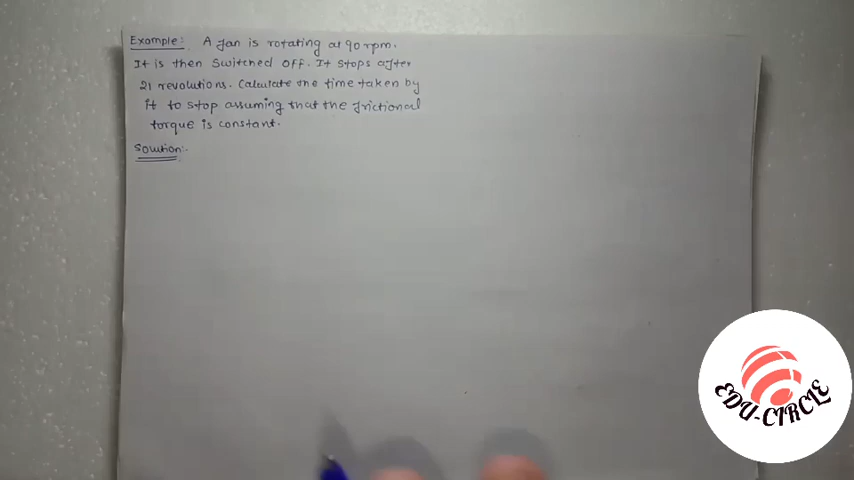 Example:- A fan is rotating at 90 rpm.
It is then switched off. It stops after
21 revolutions. Calculate the time taken by
it to stop assuming that the frictional
torque is constant.
Solution:-
EDU-CIRCLE